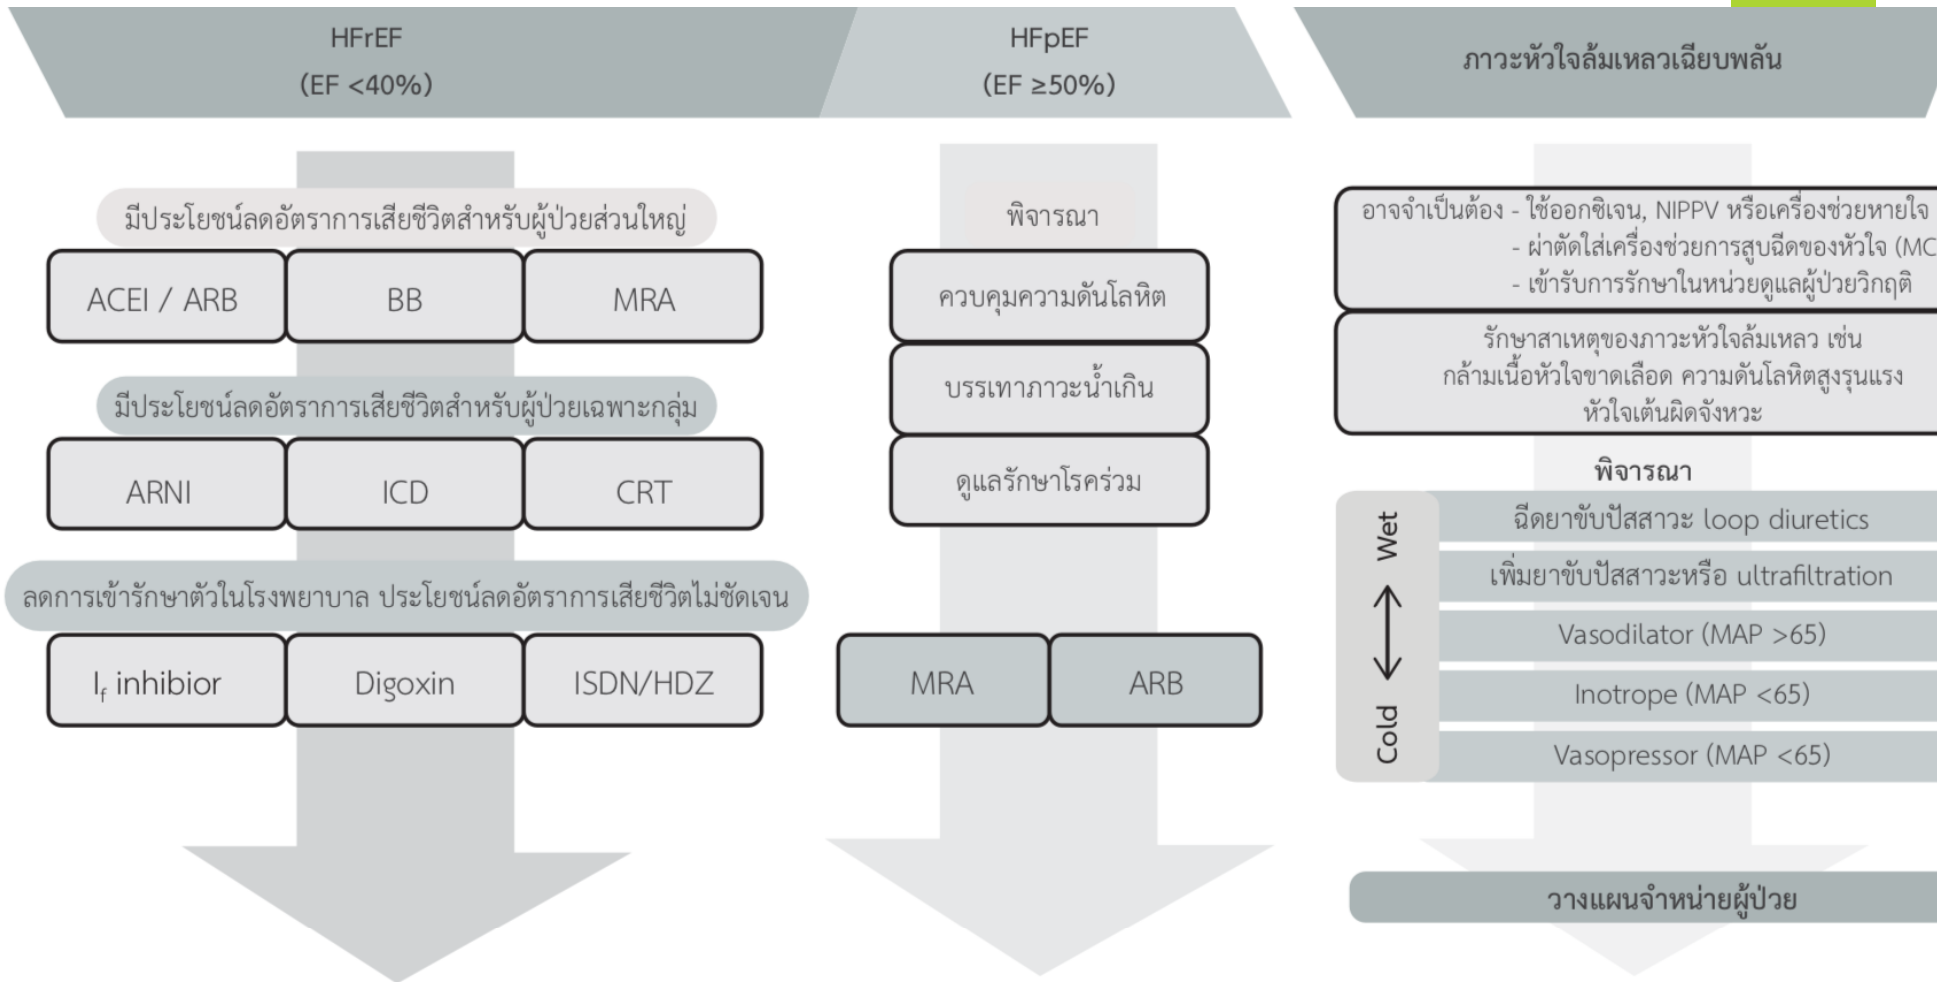 HFrEF
(EF <40%)
มีประโยชน์ลดอัตราการเสียชีวิตสำหรับผู้ป่วยส่วนใหญ่
ACEI / ARB
BB
MRA
มีประโยชน์ลดอัตราการเสียชีวิตสำหรับผู้ป่วยเฉพาะกลุ่ม
ARNI
ICD
CRT
ลดการเข้ารักษาตัวในโรงพยาบาล ประโยชน์ลดอัตราการเสียชีวิตไม่ชัดเจน
If inhibior
Digoxin
ISDN/HDZ
HFpEF
(EF ≥50%)
พิจารณา
ควบคุมความดันโลหิต
บรรเทาภาวะน้ำเกิน
ดูแลรักษาโรคร่วม
MRA
ARB
ภาวะหัวใจล้มเหลวเฉียบพลัน
อาจจำเป็นต้อง - ใช้ออกซิเจน, NIPPV หรือเครื่องช่วยหายใจ
- ผ่าตัดใส่เครื่องช่วยการสูบฉีดของหัวใจ (MC
- เข้ารับการรักษาในหน่วยดูแลผู้ป่วยวิกฤติ
รักษาสาเหตุของภาวะหัวใจล้มเหลว เช่น
กล้ามเนื้อหัวใจขาดเลือด ความดันโลหิตสูงรุนแรง
หัวใจเต้นผิดจังหวะ
พิจารณา
Wet
Cold
ฉีดยาขับปัสสาวะ loop diuretics
เพิ่มยาขับปัสสาวะหรือ ultrafiltration
Vasodilator (MAP >65)
Inotrope (MAP <65)
Vasopressor (MAP <65)
วางแผนจำหน่ายผู้ป่วย